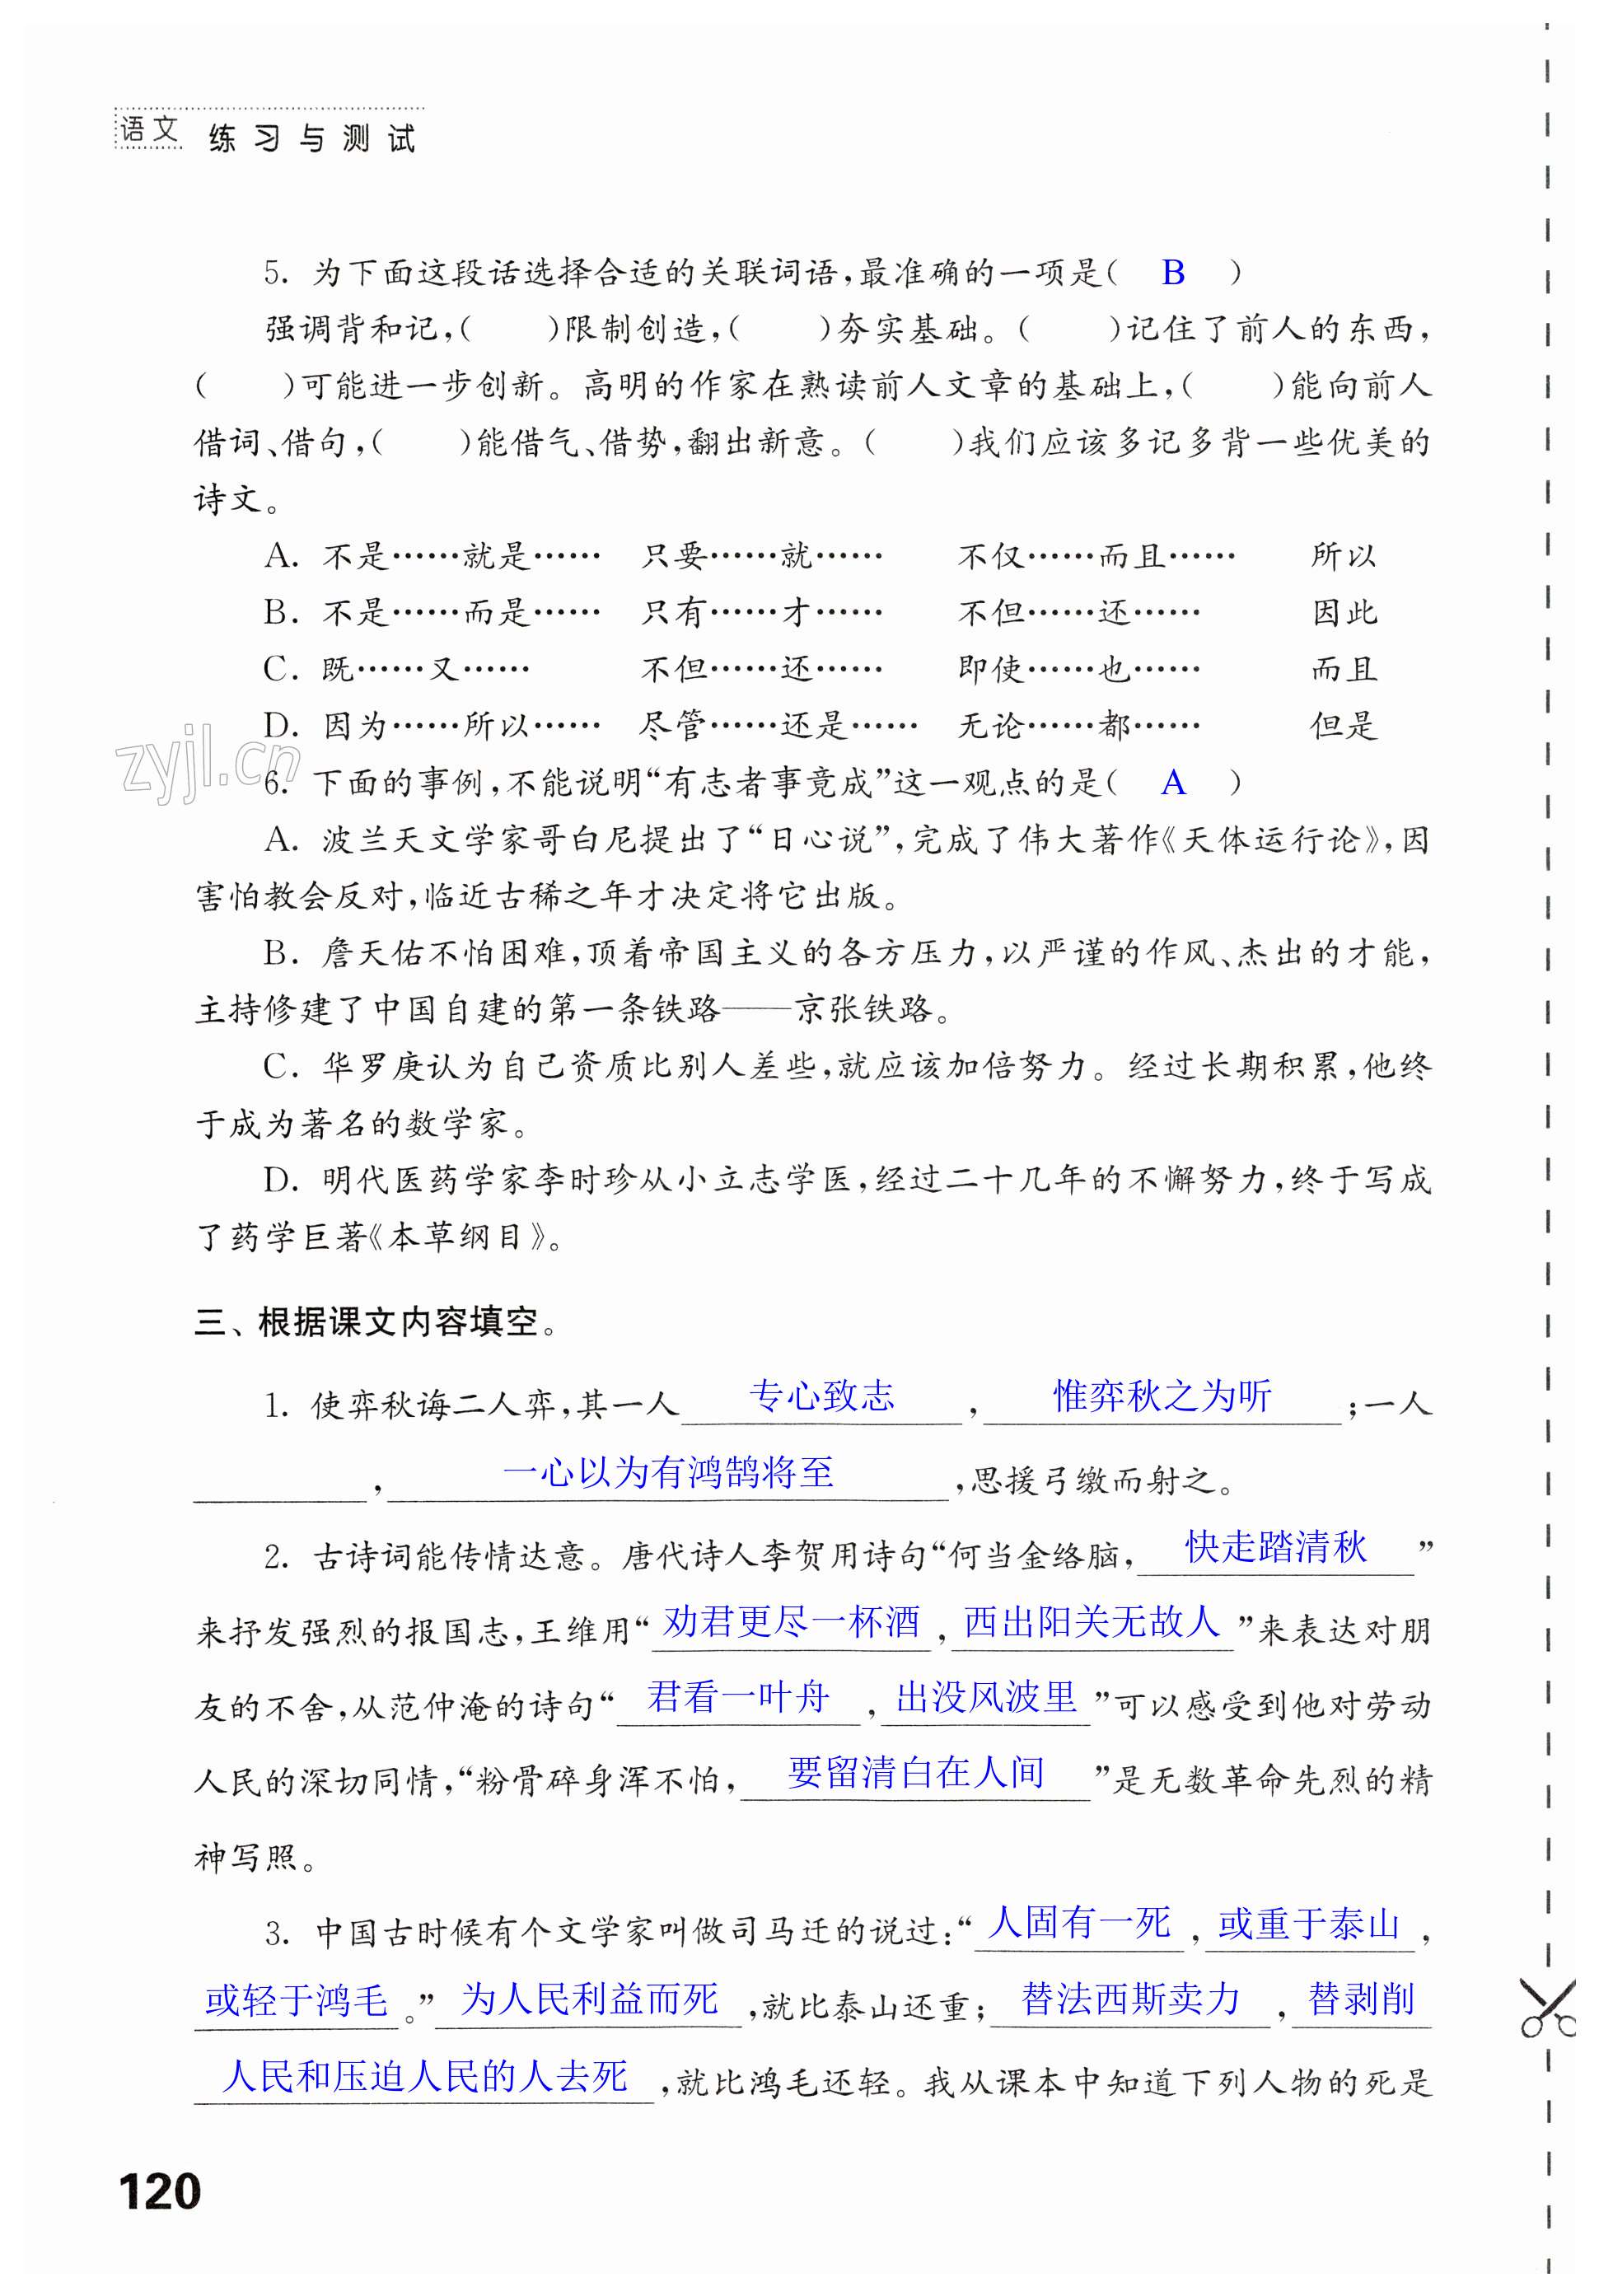 语文 练习与测试
5. 为下面这段话选择合适的关联词语,最准确的一项是( B )
强调背和记,(　　)限制创造,(　　)夯实基础。(　　)记住了前人的东西,
(　　)可能进一步创新。高明的作家在熟读前人文章的基础上,(　　)能向前人
借词、借句,(　　)能借气、借势,翻出新意。(　　)我们应该多记多背一些优美的
诗文。
A. 不是……就是…… 只要……就…… 不仅……而且…… 所以
B. 不是……而是…… 只有……才…… 不但……还…… 因此
C. 既……又…… 不但……还…… 即使……也…… 而且
D. 因为……所以…… 尽管……还是…… 无论……都…… 但是
zyjl.cn
6. 下面的事例,不能说明“有志者事竟成”这一观点的是( A )
A. 波兰天文学家哥白尼提出了“日心说”,完成了伟大著作《天体运行论》,因
害怕教会反对,临近古稀之年才决定将它出版。
B. 詹天佑不怕困难,顶着帝国主义的各方压力,以严谨的作风、杰出的才能,
主持修建了中国自建的第一条铁路——京张铁路。
C. 华罗庚认为自己资质比别人差些,就应该加倍努力。经过长期积累,他终
于成为著名的数学家。
D. 明代医药学家李时珍从小立志学医,经过二十几年的不懈努力,终于写成
了药学巨著《本草纲目》。
三、根据课文内容填空。
1. 使弈秋诲二人弈,其一人 专心致志 , 惟弈秋之为听 ;一人
, 一心以为有鸿鹄将至 ,思援弓缴而射之。
2. 古诗词能传情达意。唐代诗人李贺用诗句“何当金络脑, 快走踏清秋 ”
来抒发强烈的报国志,王维用“ 劝君更尽一杯酒 , 西出阳关无故人 ”来表达对朋
友的不舍,从范仲淹的诗句“ 君看一叶舟 , 出没风波里 ”可以感受到他对劳动
人民的深切同情,“粉骨碎身浑不怕, 要留清白在人间 ”是无数革命先烈的精
神写照。
3. 中国古时候有个文学家叫做司马迁的说过:“ 人固有一死 , 或重于泰山 ,
或轻于鸿毛 。” 为人民利益而死 ,就比泰山还重; 替法西斯卖力 , 替剥削
人民和压迫人民的人去死 ,就比鸿毛还轻。我从课本中知道下列人物的死是
120